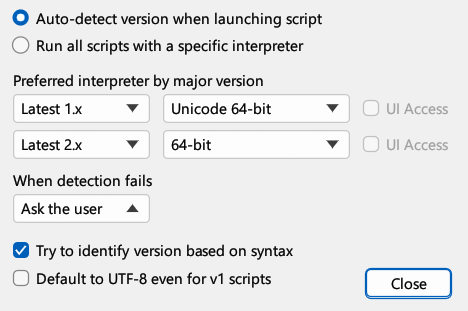 Auto-detect version when launching script
Run all scripts with a specific interpreter
Preferred interpreter by major version
Latest 1.x Unicode 64-bit UI Access
Latest 2.x 64-bit UI Access
When detection fails
Ask the user
Try to identify version based on syntax
Default to UTF-8 even for v1 scripts
Close